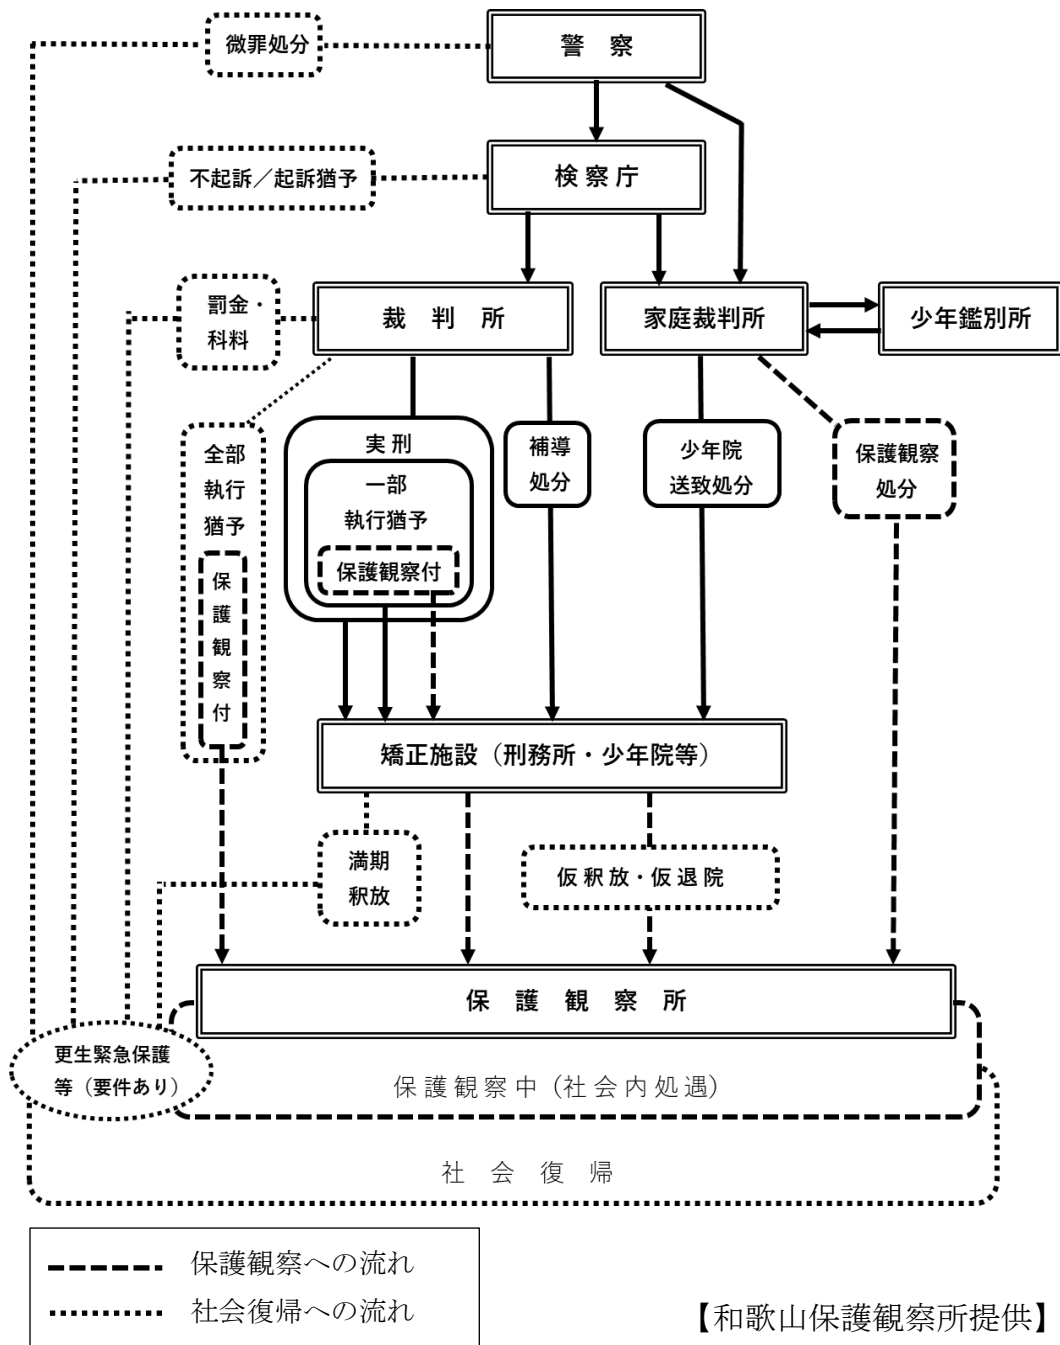 微罪処分
警 察
不起訴／起訴猶予
検察庁
罰金・
科料
裁 判 所
家庭裁判所
少年鑑別所
全部
執行
猶予
保
護
観
察
付
実刑
一部
執行猶予
保護観察付
補導
処分
少年院
送致処分
保護観察
処分
矯正施設（刑務所・少年院等）
満期
釈放
仮釈放・仮退院
保 護 観 察 所
更生緊急保護
等（要件あり）
保護観察中（社会内処遇）
社 会 復 帰
保護観察への流れ
社会復帰への流れ
【和歌山保護観察所提供】